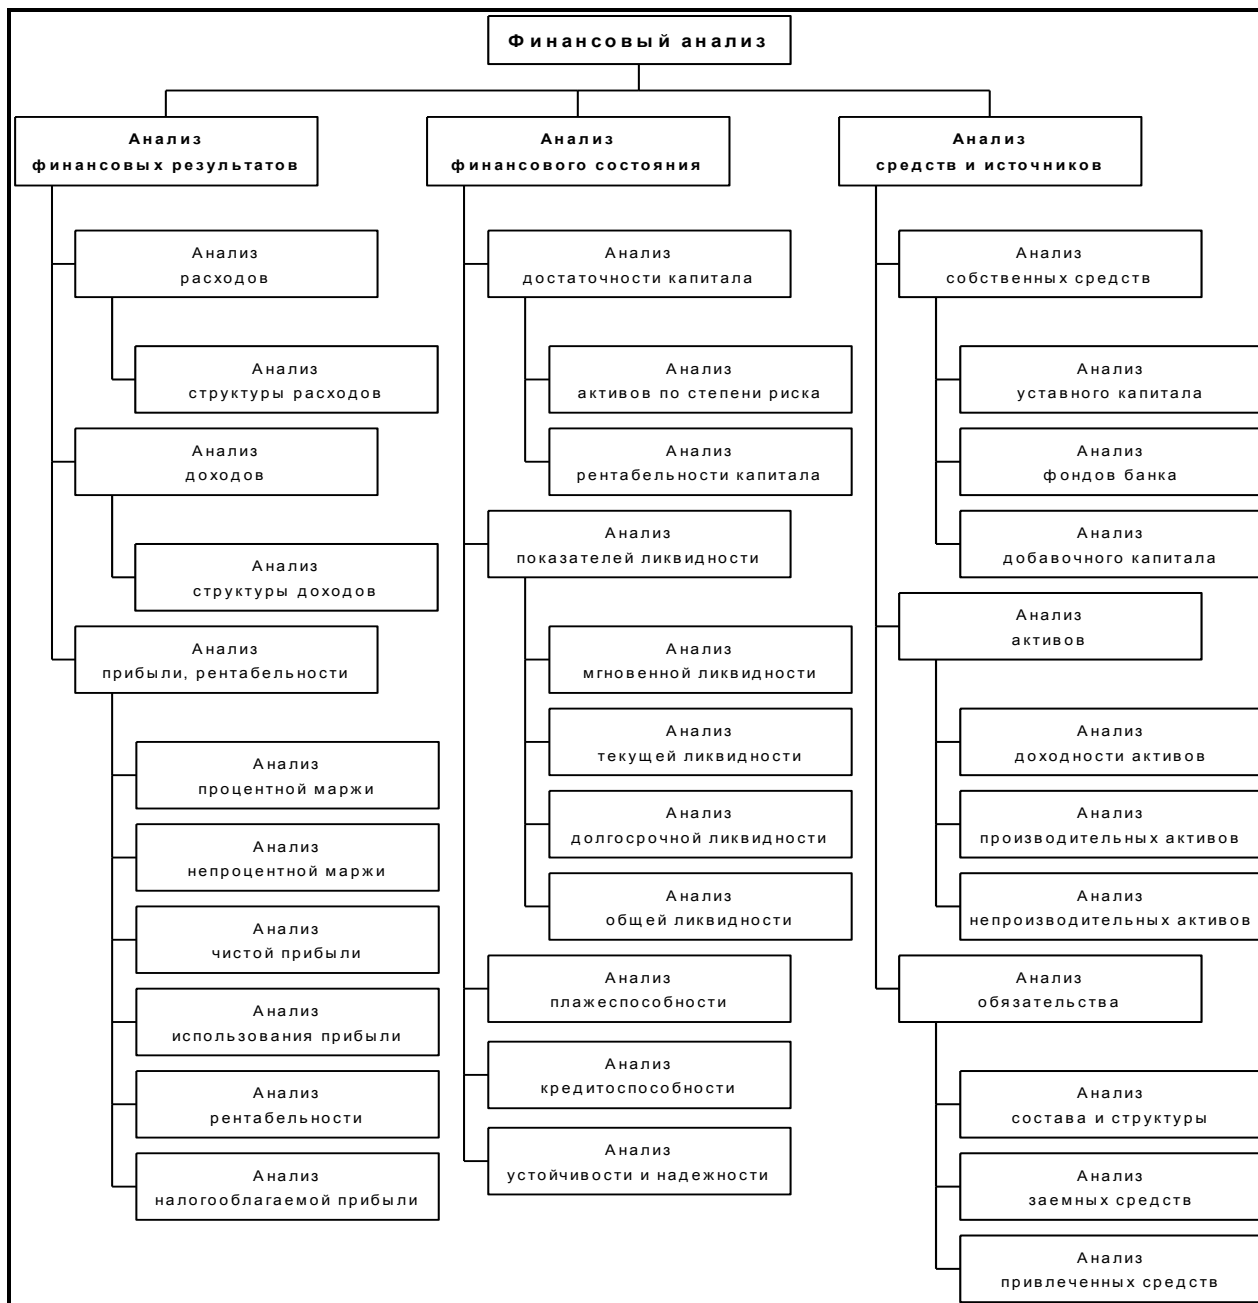 Финансовый анализ
Анализ
финансовых результатов
Анализ
расходов
Анализ
структуры расходов
Анализ
доходов
Анализ
структуры доходов
Анализ
прибыли, рентабельности
Анализ
процентной маржи
Анализ
непроцентной маржи
Анализ
чистой прибыли
Анализ
использования прибыли
Анализ
рентабельности
Анализ
налогооблагаемой прибыли
Анализ
финансового состояния
Анализ
достаточности капитала
Анализ
активов по степени риска
Анализ
рентабельности капитала
Анализ
показателей ликвидности
Анализ
мгновенной ликвидности
Анализ
текущей ликвидности
Анализ
долгосрочной ликвидности
Анализ
общей ликвидности
Анализ
плажеспособности
Анализ
кредитоспособности
Анализ
устойчивости и надежности
Анализ
средств и источников
Анализ
собственных средств
Анализ
уставного капитала
Анализ
фондов банка
Анализ
добавочного капитала
Анализ
активов
Анализ
доходности активов
Анализ
производительных активов
Анализ
непроизводительных активов
Анализ
обязательства
Анализ
состава и структуры
Анализ
заемных средств
Анализ
привлеченных средств